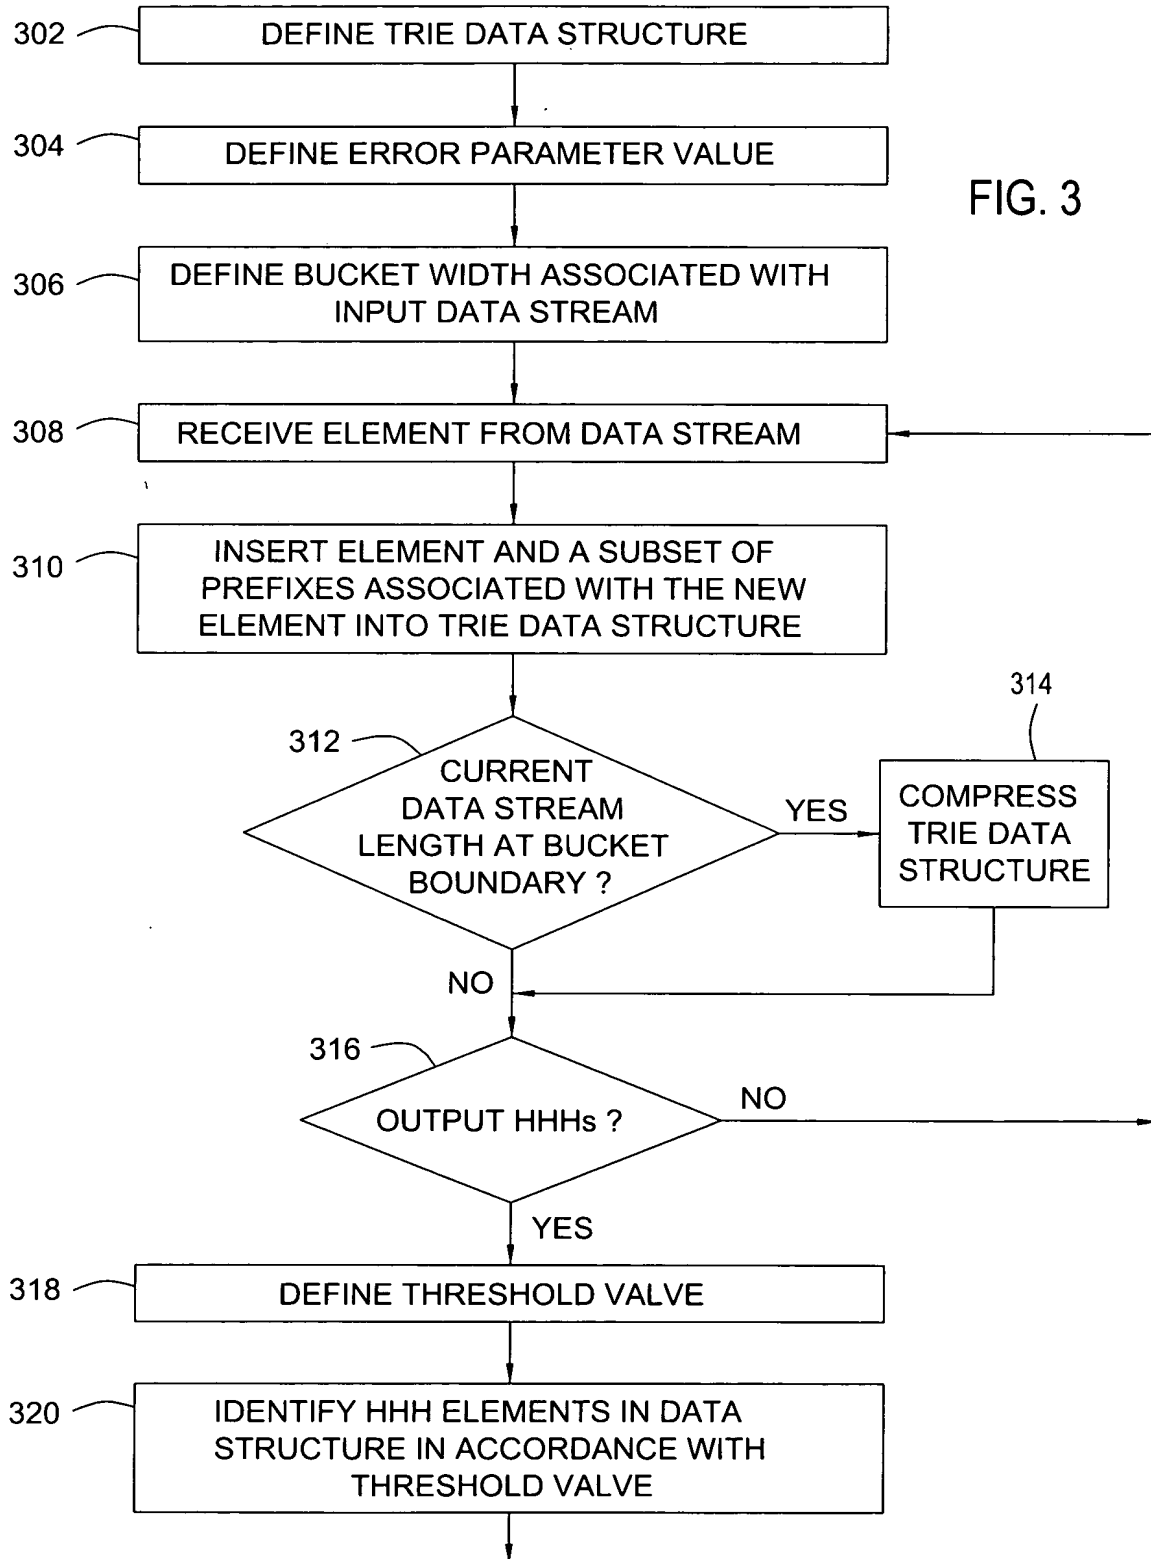 302
DEFINE TRIE DATA STRUCTURE
304
DEFINE ERROR PARAMETER VALUE
FIG. 3
306
DEFINE BUCKET WIDTH ASSOCIATED WITH
INPUT DATA STREAM
308
RECEIVE ELEMENT FROM DATA STREAM
310
INSERT ELEMENT AND A SUBSET OF
PREFIXES ASSOCIATED WITH THE NEW
ELEMENT INTO TRIE DATA STRUCTURE
312
CURRENT
DATA STREAM
LENGTH AT BUCKET
BOUNDARY ?
YES
314
COMPRESS
TRIE DATA
STRUCTURE
NO
316
OUTPUT HHHs ?
NO
YES
318
DEFINE THRESHOLD VALVE
320
IDENTIFY HHH ELEMENTS IN DATA
STRUCTURE IN ACCORDANCE WITH
THRESHOLD VALVE